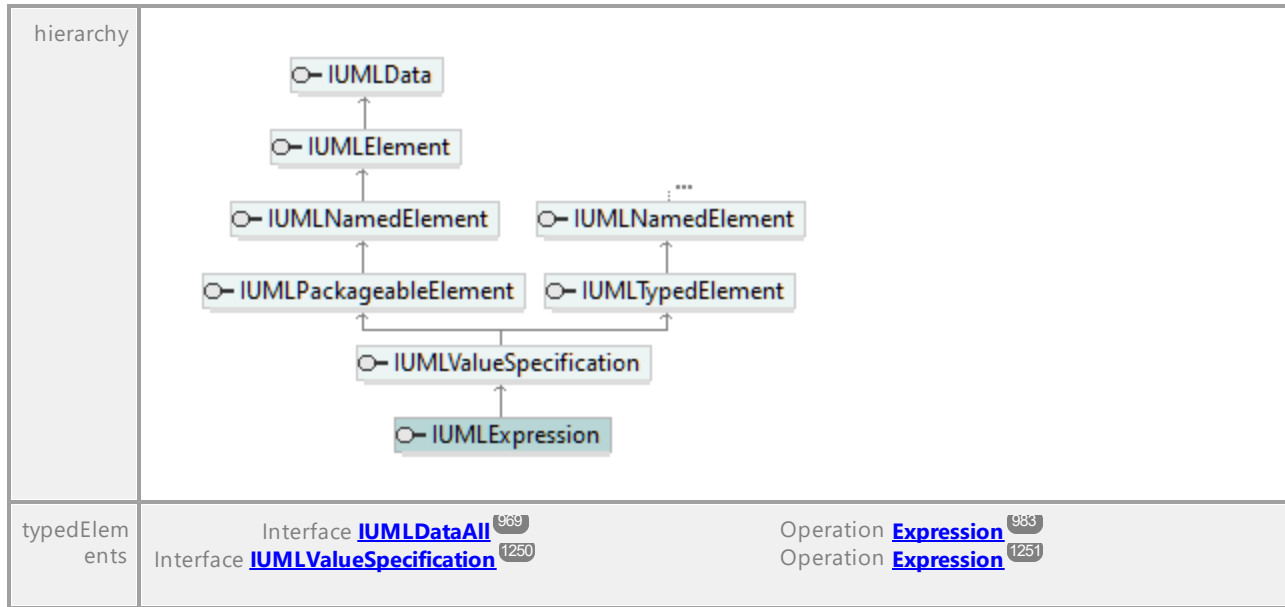 hierarchy
IUMLData
IUMLElement
...
IUMLNamedElement IUMLNamedElement
IUMLPackageableElement IUMLTypedElement
IUMLValueSpecification
IUMLExpression
typedElem
ents
Interface IUMLDataAll 969 Operation Expression 983
Interface IUMLValueSpecification 1250 Operation Expression 1251